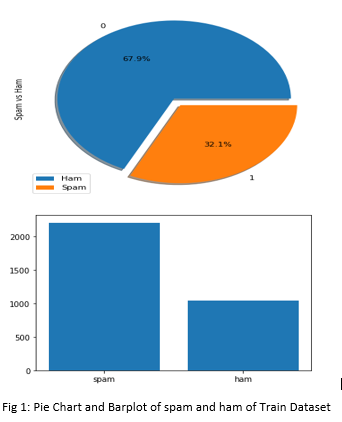 0
67.9%
Spam vs Ham
32.1%
1
Ham
Spam
2000
1500
1000
500
0
spam ham
Fig 1: Pie Chart and Barplot of spam and ham of Train Dataset